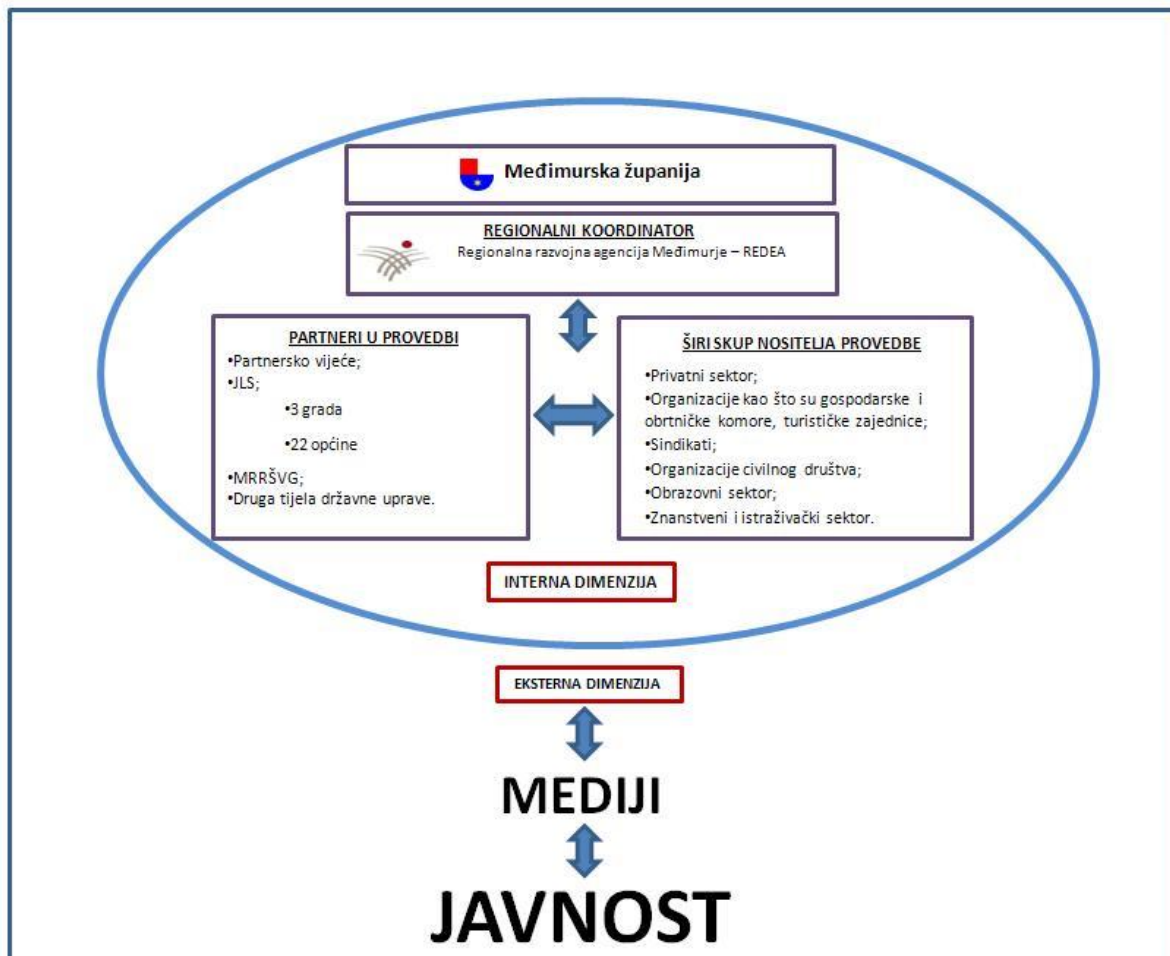 Međimurska županija
REGIONALNI KOORDINATOR
Regionalna razvojna agencija Međimurje – REDEA
PARTNERI U PROVEDBI
•Partnersko vijeće;
•JLS;
•3 grada
•22 općine
•MRRŠVG;
•Druga tijela državne uprave.
ŠIRI SKUP NOSITELJA PROVEDBE
•Privatni sektor;
•Organizacije kao što su gospodarske i
obrtničke komore, turističke zajednice;
•Sindikati;
•Organizacije civilnog društva;
•Obrazovni sektor;
•Znanstveni i istraživački sektor.
INTERNA DIMENZIJA
EKSTERNA DIMENZIJA
MEDIJI
JAVNOST